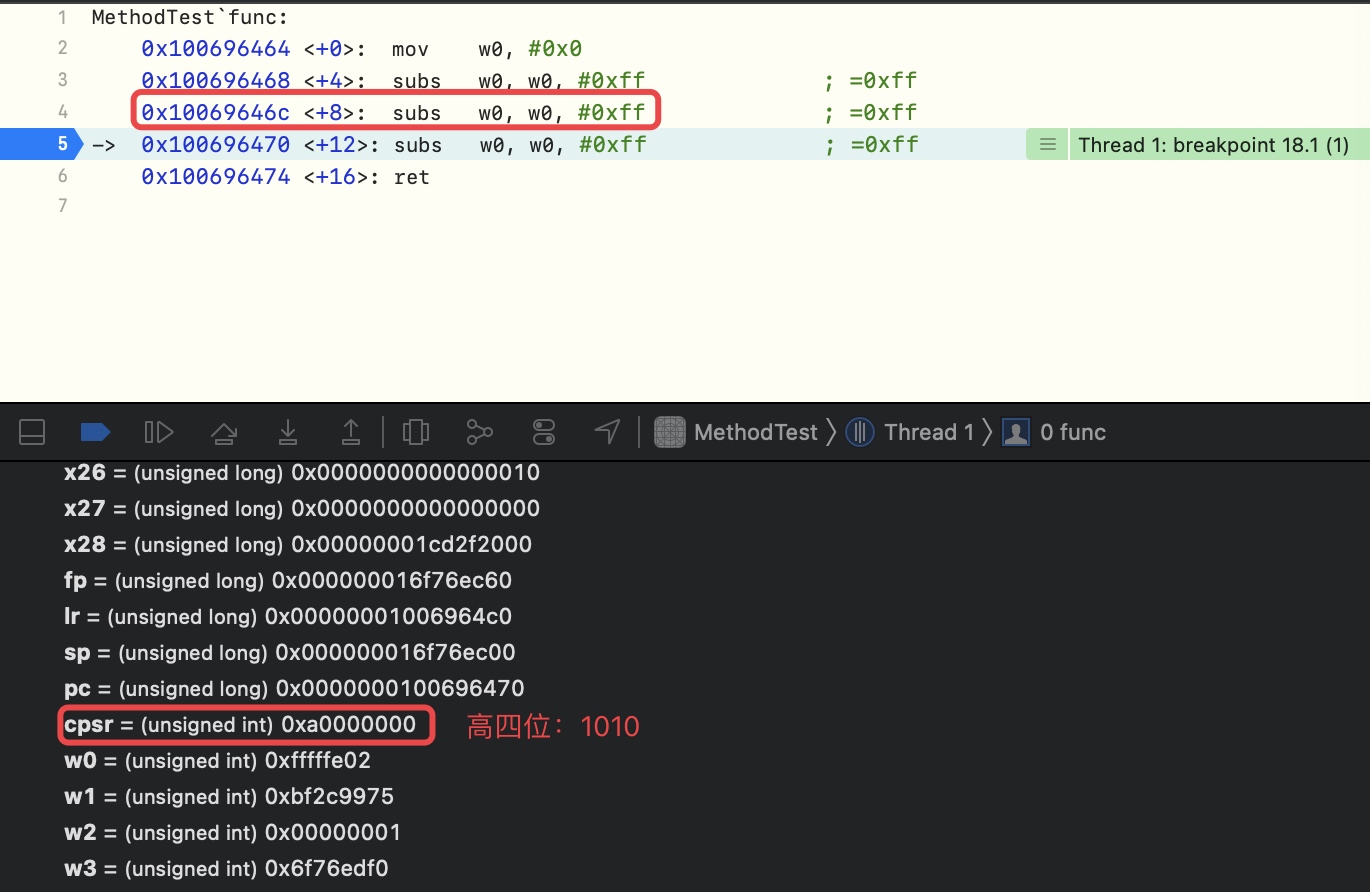 1 MethodTest`func:
2 0x100696464 <+0>: mov w0, #0x0
3 0x100696468 <+4>: subs w0, w0, #0xff ; =0xff
4 0x10069646c <+8>: subs w0, w0, #0xff ; =0xff
5 -> 0x100696470 <+12>: subs w0, w0, #0xff ; =0xff Thread 1: breakpoint 18.1 (1)
6 0x100696474 <+16>: ret
7
MethodTest 〉 Thread 1 〉 0 func
x26 = (unsigned long) 0x0000000000000010
x27 = (unsigned long) 0x0000000000000000
x28 = (unsigned long) 0x00000001cd2f2000
fp = (unsigned long) 0x000000016f76ec60
lr = (unsigned long) 0x00000001006964c0
sp = (unsigned long) 0x000000016f76ec00
pc = (unsigned long) 0x0000000100696470
cpsr = (unsigned int) 0xa0000000 高四位：1010
w0 = (unsigned int) 0xfffffe02
w1 = (unsigned int) 0xbf2c9975
w2 = (unsigned int) 0x00000001
w3 = (unsigned int) 0x6f76edf0